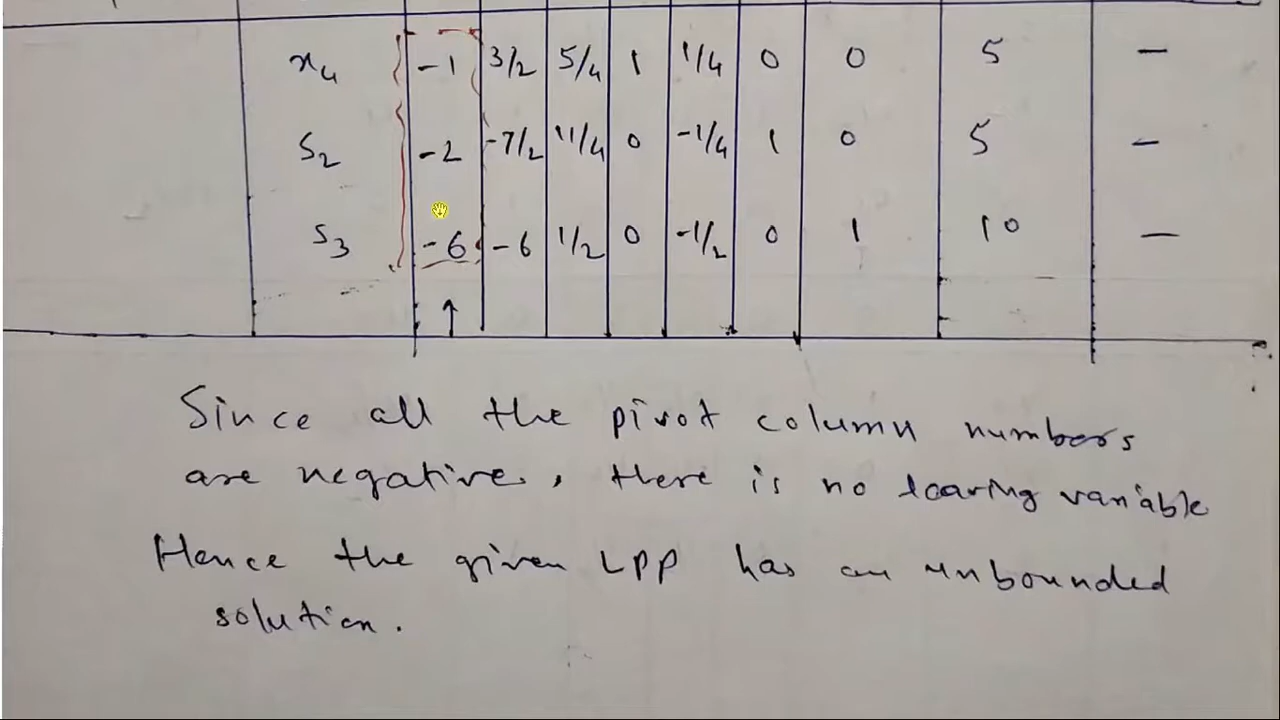 x4 -1 3/2 5/4 1 1/4 0 0 5 —
S2 -2 -7/2 11/4 0 -1/4 1 0 5 —
S3 -6 -6 1/2 0 -1/2 0 1 10 —
↑
Since all the pivot column numbers
are negative, there is no leaving variable
Hence the given LPP has an unbounded
solution.